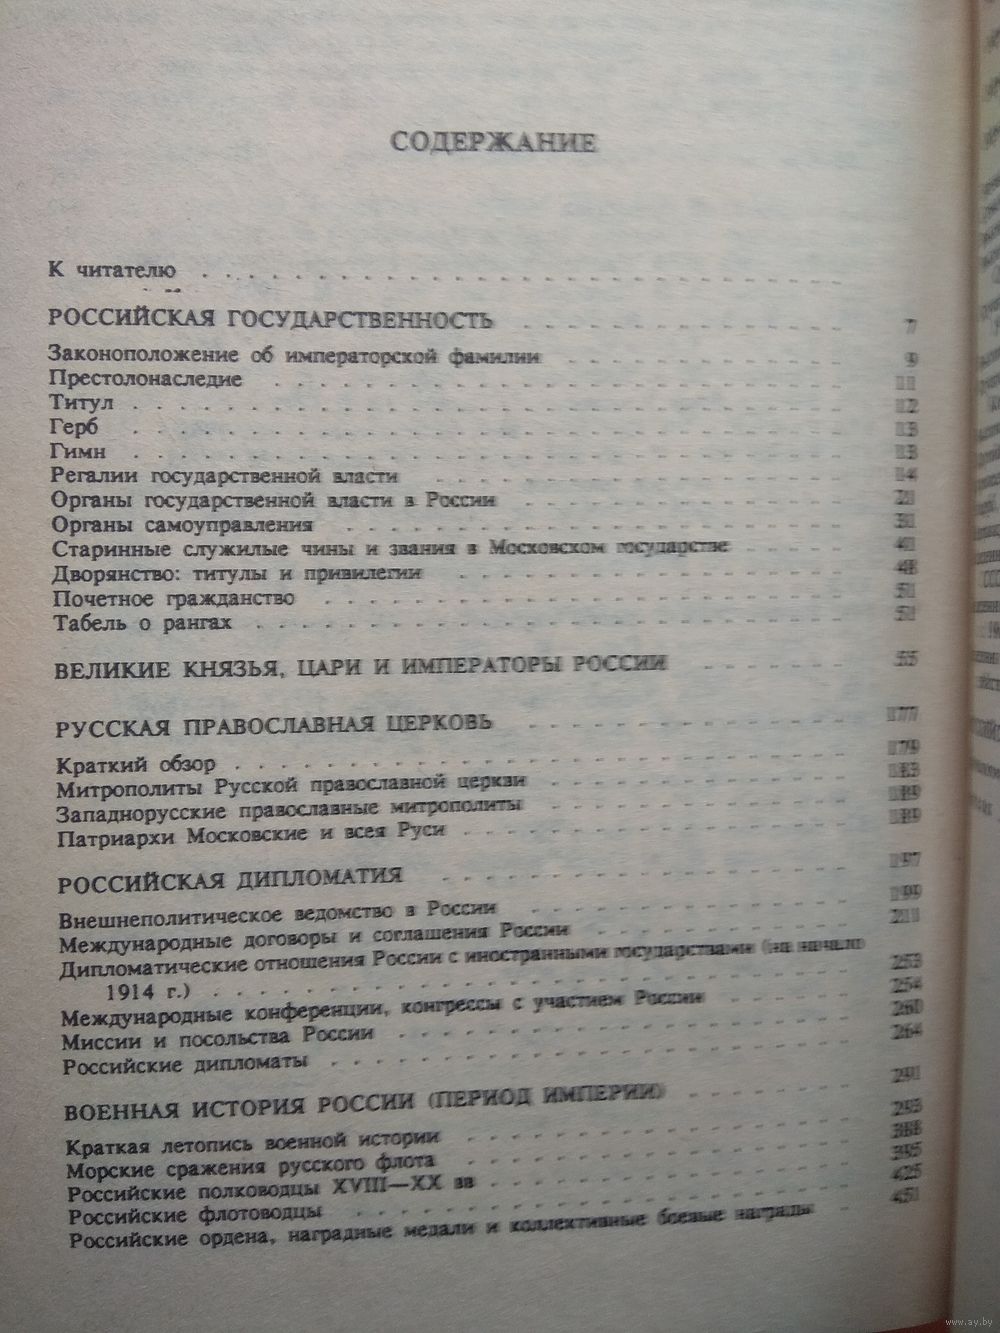 СОДЕРЖАНИЕ
К читателю
РОССИЙСКАЯ ГОСУДАРСТВЕННОСТЬ 7
Законоположение об императорской фамилии 9
Престолонаследие 11
Титул 12
Герб 13
Гимн 13
Регалии государственной власти 14
Органы государственной власти в России 21
Органы самоуправления 31
Старинные служилые чины и звания в Московском государстве 41
Дворянство: титулы и привилегии 48
Почетное гражданство 51
Табель о рангах 51
ВЕЛИКИЕ КНЯЗЬЯ, ЦАРИ И ИМПЕРАТОРЫ РОССИИ 55
РУССКАЯ ПРАВОСЛАВНАЯ ЦЕРКОВЬ 177
Краткий обзор 179
Митрополиты Русской православной церкви 183
Западнорусские православные митрополиты 189
Патриархи Московские и всея Руси 189
РОССИЙСКАЯ ДИПЛОМАТИЯ 197
Внешнеполитическое ведомство в России 199
Международные договоры и соглашения России 211
Дипломатические отношения России с иностранными государствами (на начало
1914 г.) 253
Международные конференции, конгрессы с участием России 254
Миссии и посольства России 260
Российские дипломаты 264
ВОЕННАЯ ИСТОРИЯ РОССИИ (ПЕРИОД ИМПЕРИИ) 291
Краткая летопись военной истории 293
Морские сражения русского флота
Российские полководцы XVIII—XX вв 395
Российские флотоводцы 425
Российские ордена, наградные медали и коллективные боевые награды 451
www.ay.by